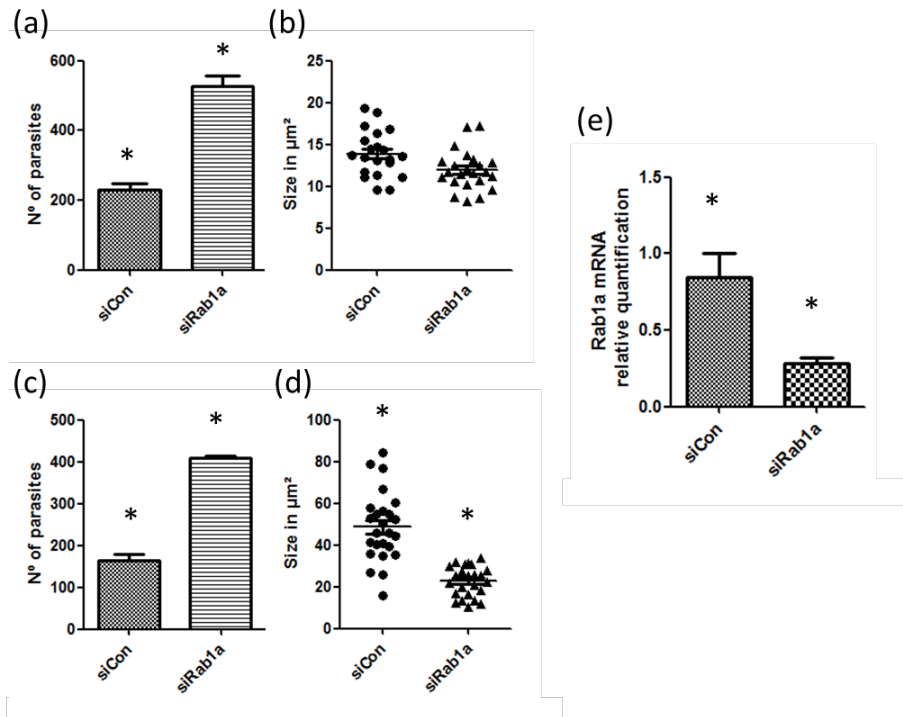 (a)
*
*
600
400
200
0
Nº of parasites
siCon
siRab1a
(b)
25
20
15
10
5
0
Size in µm²
siCon
siRab1a
(c)
*
*
500
400
300
200
100
0
Nº of parasites
siCon
siRab1a
(d)
*
*
100
80
60
40
20
0
Size in µm²
siCon
siRab1a
(e)
*
*
1.5
1.0
0.5
0.0
Rab1a mRNA
relative quantification
siCon
siRab1a